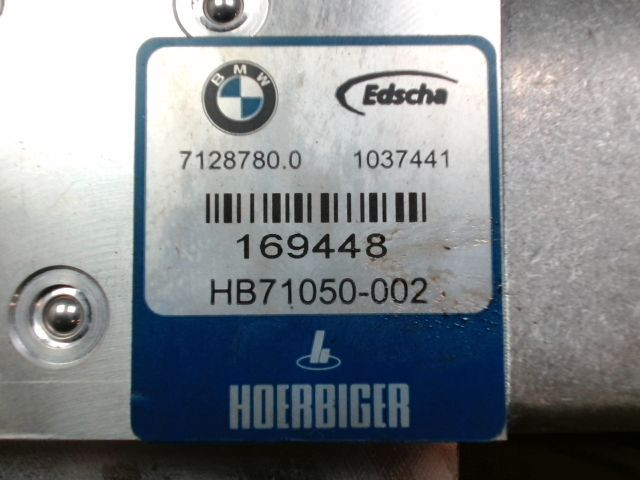 BMW
Edscha
7128780.0 1037441
169448
HB71050-002
HOERBIGER